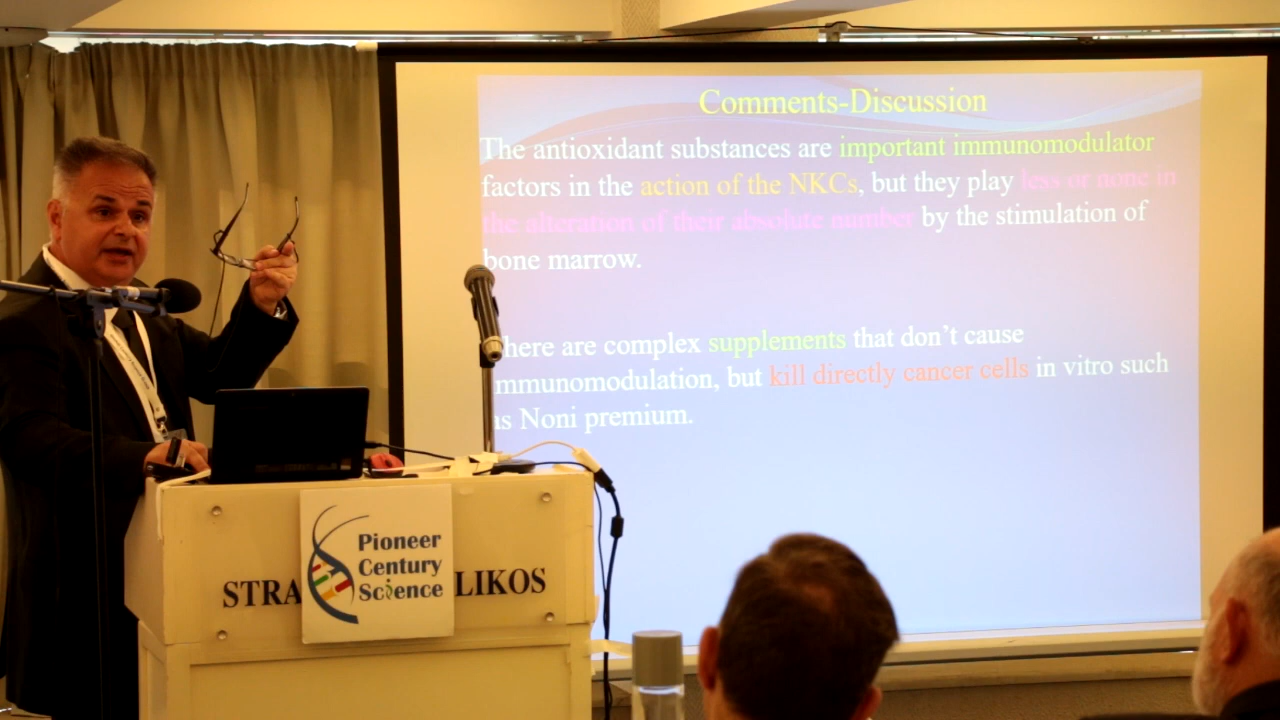 Comments-Discussion
The antioxidant substances are important immunomodulator
factors in the action of the NKCs, but they play less or none in
the alteration of their absolute number by the stimulation of
bone marrow.
here are complex supplements that don't cause
mmunomodulation, but kill directly cancer cells in vitro such
as Noni premium.
Pioneer
Century
Science
STRA LIKOS